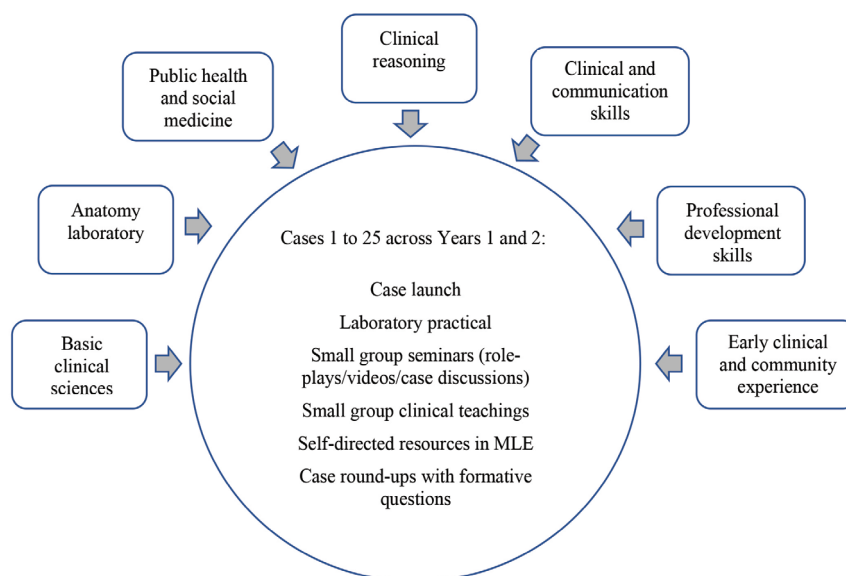 Clinical
reasoning
Public health
and social
medicine
Clinical and
communication
skills
Anatomy
laboratory
Professional
development
skills
Basic
clinical
sciences
Early clinical
and community
experience
Cases 1 to 25 across Years 1 and 2:
Case launch
Laboratory practical
Small group seminars (role-
plays/videos/case discussions)
Small group clinical teachings
Self-directed resources in MLE
Case round-ups with formative
questions